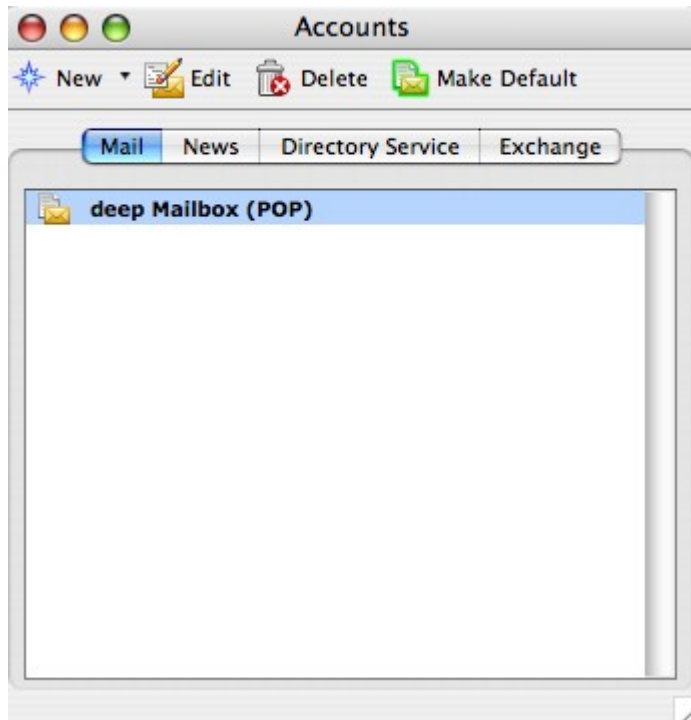 Accounts
New Edit Delete Make Default
Mail News Directory Service Exchange
deep Mailbox (POP)